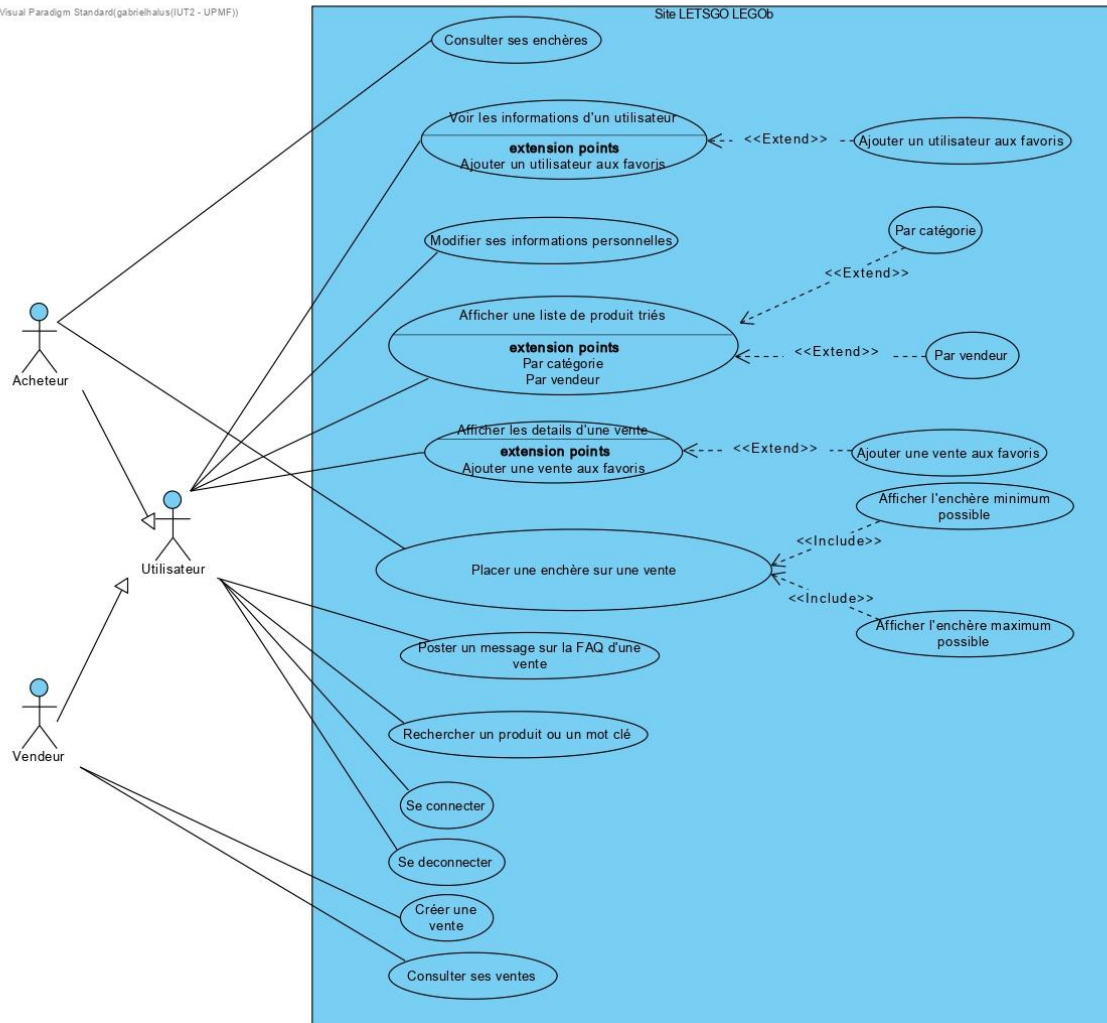 Visual Paradigm Standard(gabrielhalus(IUT2 - UPMF))
Site LETSGO LEGOb
Consulter ses enchères
Voir les informations d'un utilisateur
extension points
Ajouter un utilisateur aux favoris
<<Extend>>
Ajouter un utilisateur aux favoris
Modifier ses informations personnelles
Par catégorie
<<Extend>>
Afficher une liste de produit triés
extension points
Par catégorie
Par vendeur
<<Extend>>
Par vendeur
Acheteur
Afficher les details d'une vente
extension points
Ajouter une vente aux favoris
<<Extend>>
Ajouter une vente aux favoris
Afficher l'enchère minimum
possible
<<Include>>
Utilisateur
Placer une enchère sur une vente
<<Include>>
Afficher l'enchère maximum
possible
Poster un message sur la FAQ d'une
vente
Rechercher un produit ou un mot clé
Vendeur
Se connecter
Se deconnecter
Créer une
vente
Consulter ses ventes